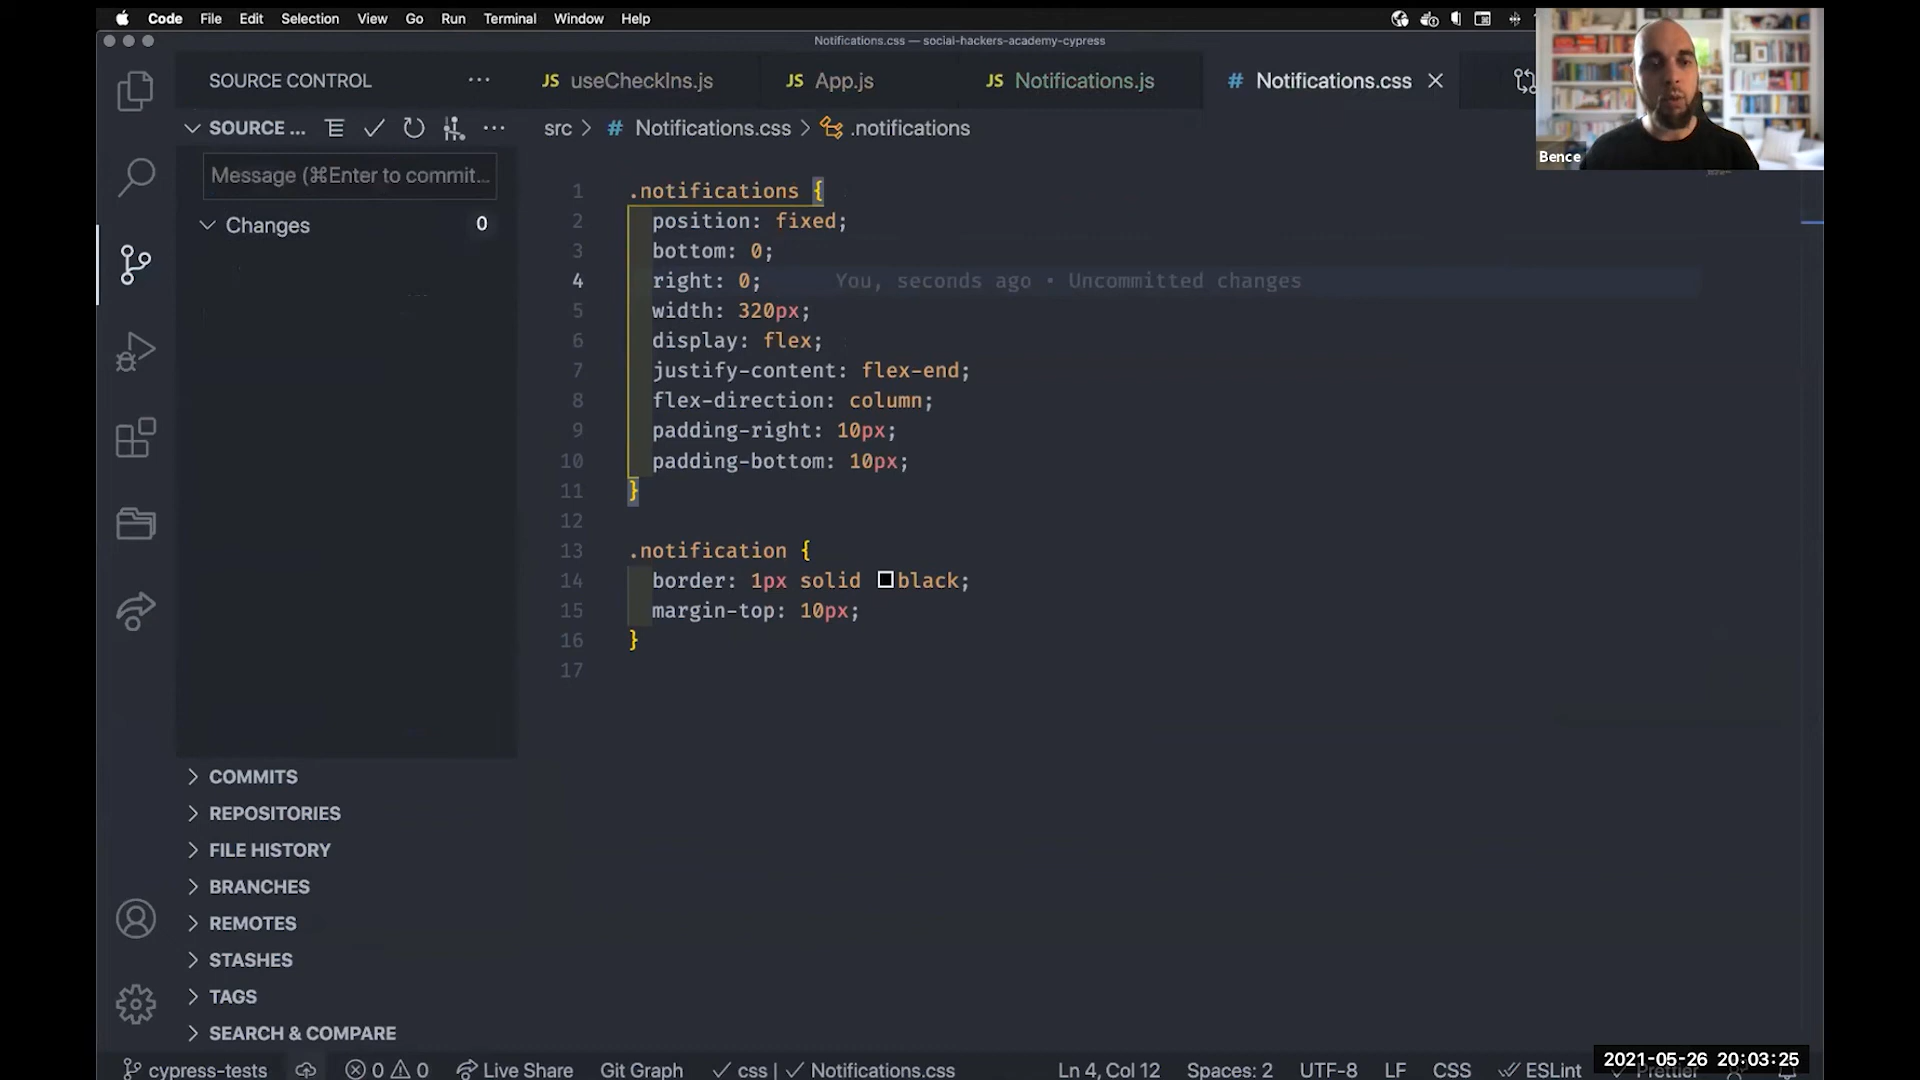 Code File Edit Selection View Go Run Terminal Window Help
Notifications.css — social-hackers-academy-cypress
SOURCE CONTROL
JS useCheckIns.js JS App.js JS Notifications.js # Notifications.css
SOURCE ...
src > # Notifications.css > .notifications
Bence
Message (⌘Enter to commit...
Changes 0
1 .notifications {
2 position: fixed;
3 bottom: 0;
4 right: 0; You, seconds ago • Uncommitted changes
5 width: 320px;
6 display: flex;
7 justify-content: flex-end;
8 flex-direction: column;
9 padding-right: 10px;
10 padding-bottom: 10px;
11 }
12
13 .notification {
14 border: 1px solid black;
15 margin-top: 10px;
16 }
17
COMMITS
REPOSITORIES
FILE HISTORY
BRANCHES
REMOTES
STASHES
TAGS
SEARCH & COMPARE
cypress-tests 0 0 Live Share Git Graph ✓ css | ✓ Notifications.css Ln 4, Col 12 Spaces: 2 UTF-8 LF CSS ESLint Prettier
2021-05-26 20:03:25